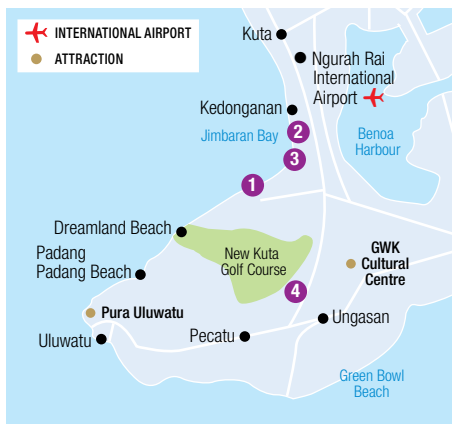 INTERNATIONAL AIRPORT
ATTRACTION
Kuta
Ngurah Rai
International
Airport
Kedonganan
2
Jimbaran Bay
Benoa
Harbour
3
1
Dreamland Beach
New Kuta
Golf Course
GWK
Cultural
Centre
Padang
Padang Beach
4
Pura Uluwatu
Ungasan
Uluwatu
Pecatu
Green Bowl
Beach